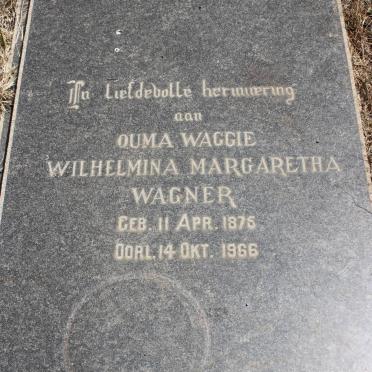 In liefdevolle herinnering
aan
OUMA WAGGIE
WILHELMINA MARGARETHA
WAGNER
GEB. 11 APR. 1876
OORL. 14 OKT. 1966